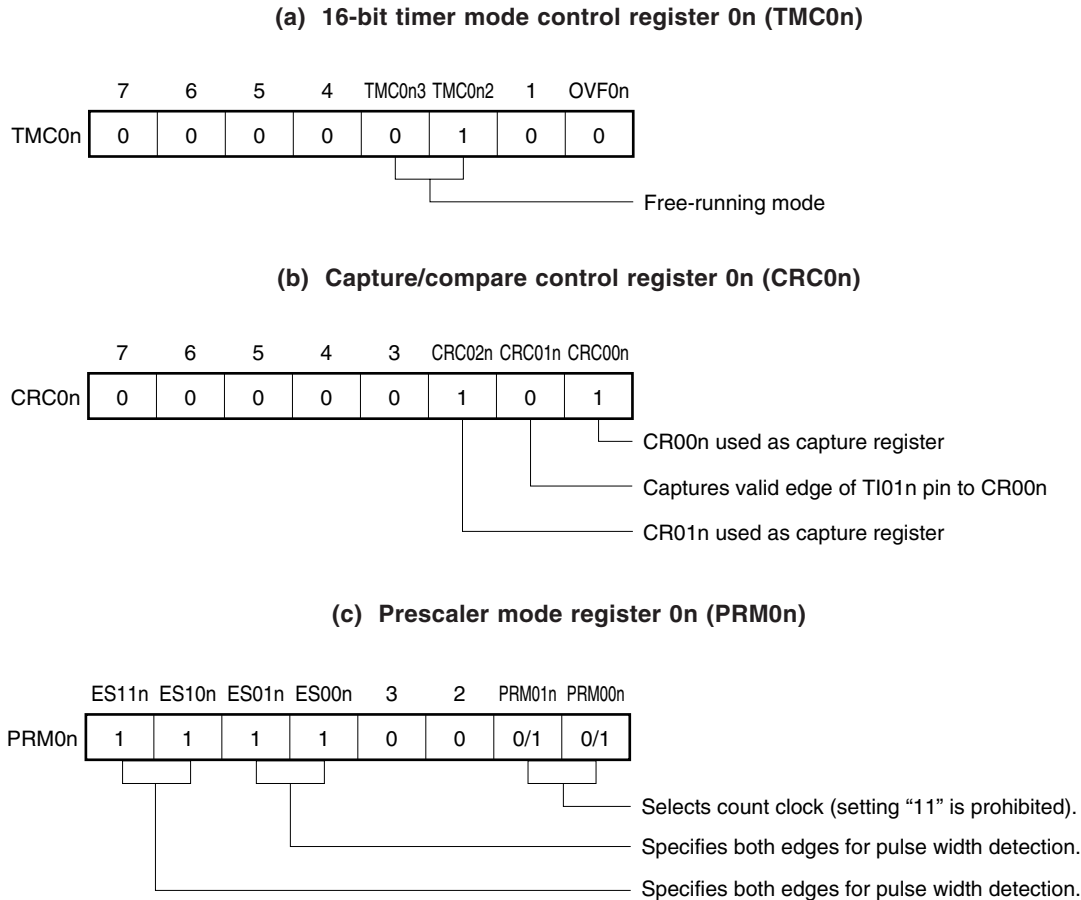 (a) 16-bit timer mode control register 0n (TMC0n)
7 6 5 4 TMC0n3 TMC0n2 1 OVF0n
TMC0n 0 0 0 0 0 1 0 0
Free-running mode
(b) Capture/compare control register 0n (CRC0n)
7 6 5 4 3 CRC02n CRC01n CRC00n
CRC0n 0 0 0 0 0 1 0 1
CR00n used as capture register
Captures valid edge of TI01n pin to CR00n
CR01n used as capture register
(c) Prescaler mode register 0n (PRM0n)
ES11n ES10n ES01n ES00n 3 2 PRM01n PRM00n
PRM0n 1 1 1 1 0 0 0/1 0/1
Selects count clock (setting “11” is prohibited).
Specifies both edges for pulse width detection.
Specifies both edges for pulse width detection.